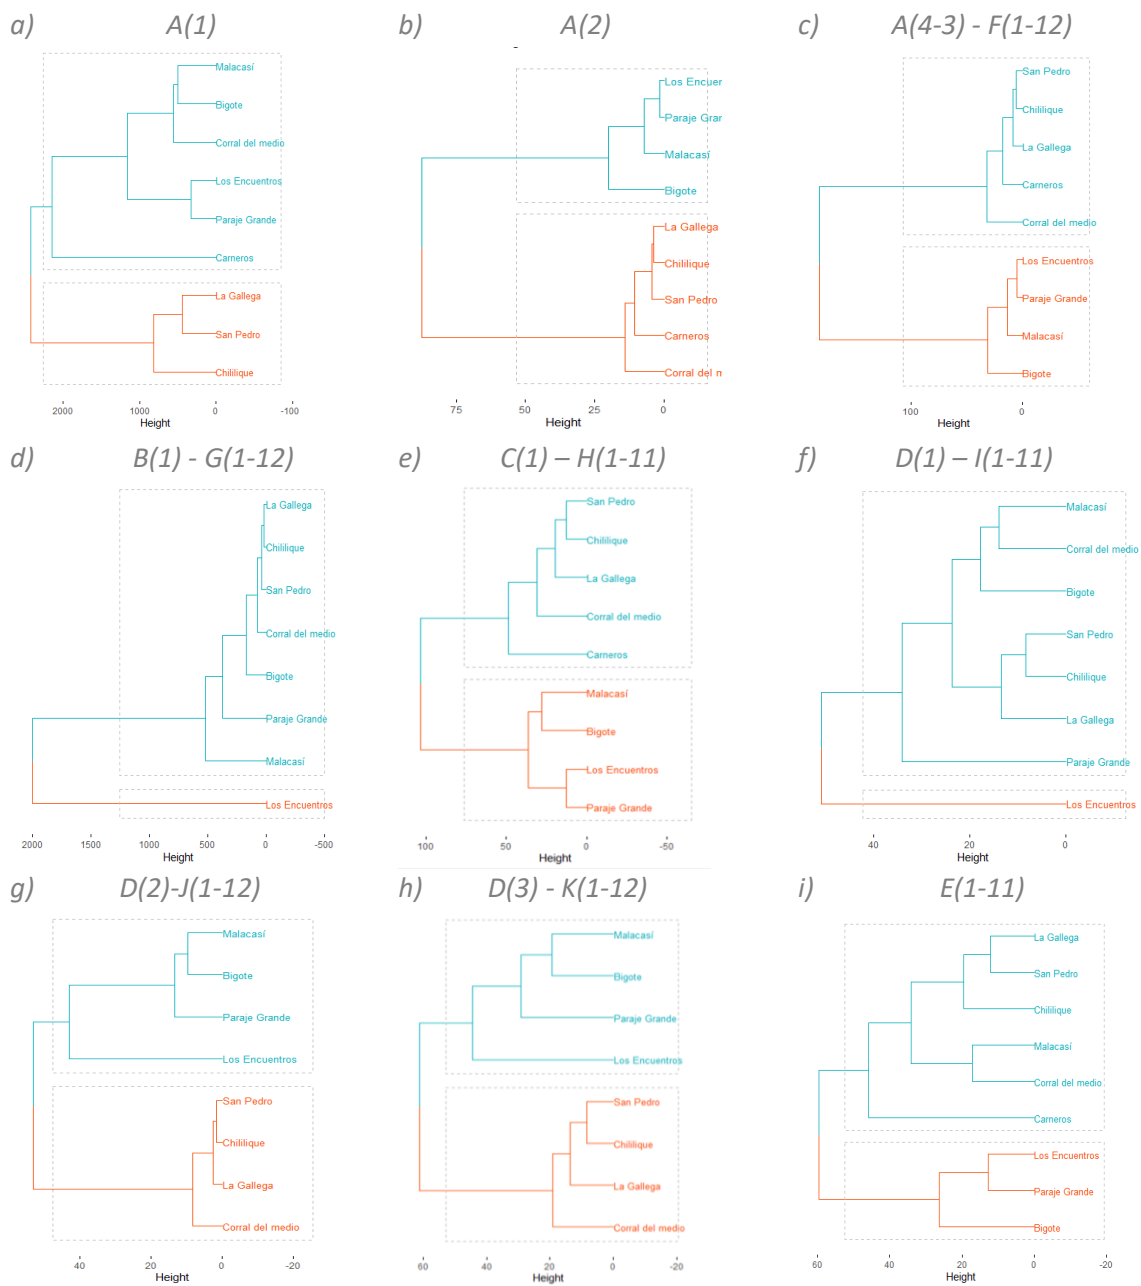 a) A(1)
Malacasí
Bigote
Corral del medio
Los Encuentros
Paraje Grande
Carneros
La Gallega
San Pedro
Chililique
2000 1000 0 -100
Height
b) A(2)
Los Encuer
Paraje Grar
Malacasí
Bigote
La Gallega
Chililique
San Pedro
Carneros
Corral del m
75 50 25 0
Height
c) A(4-3) - F(1-12)
San Pedro
Chililique
La Gallega
Carneros
Corral del medio
Los Encuentros
Paraje Grande
Malacasí
Bigote
100 0
Height
d) B(1) - G(1-12)
La Gallega
Chililique
San Pedro
Corral del medio
Bigote
Paraje Grande
Malacasí
Los Encuentros
2000 1500 1000 500 0 -500
Height
e) C(1) – H(1-11)
San Pedro
Chililique
La Gallega
Corral del medio
Carneros
Malacasí
Bigote
Los Encuentros
Paraje Grande
100 50 0 -50
Height
f) D(1) – I(1-11)
Malacasí
Corral del medio
Bigote
San Pedro
Chililique
La Gallega
Paraje Grande
Los Encuentros
40 20 0
Height
g) D(2)-J(1-12)
Malacasí
Bigote
Paraje Grande
Los Encuentros
San Pedro
Chililique
La Gallega
Corral del medio
40 20 0 -20
Height
h) D(3) - K(1-12)
Malacasí
Bigote
Paraje Grande
Los Encuentros
San Pedro
Chililique
La Gallega
Corral del medio
60 40 20 0 -20
Height
i) E(1-11)
La Gallega
San Pedro
Chililique
Malacasí
Corral del medio
Carneros
Los Encuentros
Paraje Grande
Bigote
60 40 20 0 -20
Height